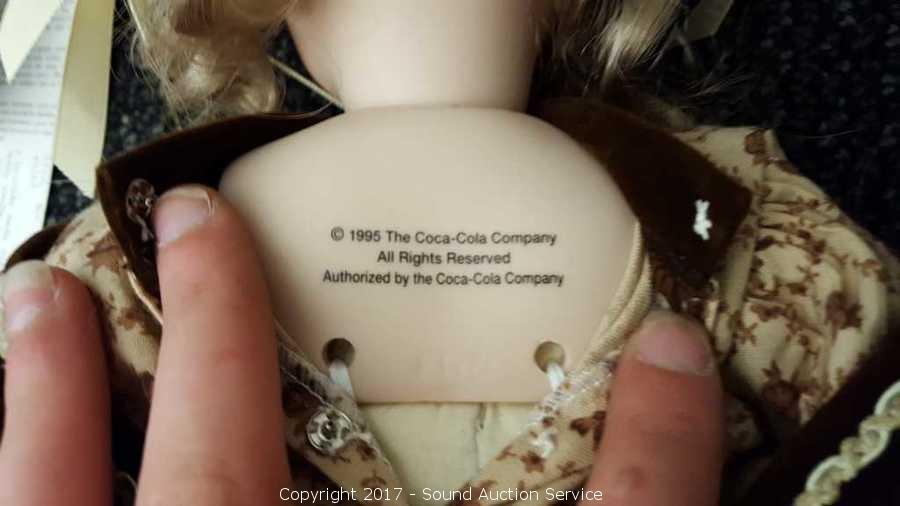 © 1995 The Coca-Cola Company
All Rights Reserved
Authorized by the Coca-Cola Company
Copyright 2017 - Sound Auction Service